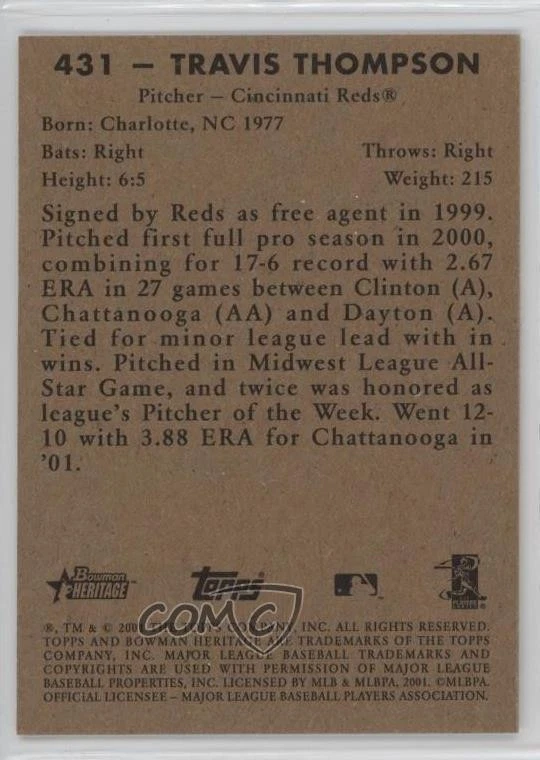 431 – TRAVIS THOMPSON
Pitcher – Cincinnati Reds®
Born: Charlotte, NC 1977
Bats: Right Throws: Right
Height: 6:5 Weight: 215
Signed by Reds as free agent in 1999.
Pitched first full pro season in 2000,
combining for 17-6 record with 2.67
ERA in 27 games between Clinton (A),
Chattanooga (AA) and Dayton (A).
Tied for minor league lead with in
wins. Pitched in Midwest League All-
Star Game, and twice was honored as
league's Pitcher of the Week. Went 12-
10 with 3.88 ERA for Chattanooga in
'01.
Bowman
HERITAGE
Topps
COMC
®, TM & © THE TOPPS COMPANY, INC. ALL RIGHTS RESERVED.
TOPPS AND BOWMAN HERITAGE ARE TRADEMARKS OF THE TOPPS
COMPANY, INC. MAJOR LEAGUE BASEBALL TRADEMARKS AND
COPYRIGHTS ARE USED WITH PERMISSION OF MAJOR LEAGUE
BASEBALL PROPERTIES, INC. LICENSED BY MLB & MLBPA, 2001. ©MLBPA.
OFFICIAL LICENSEE – MAJOR LEAGUE BASEBALL PLAYERS ASSOCIATION.